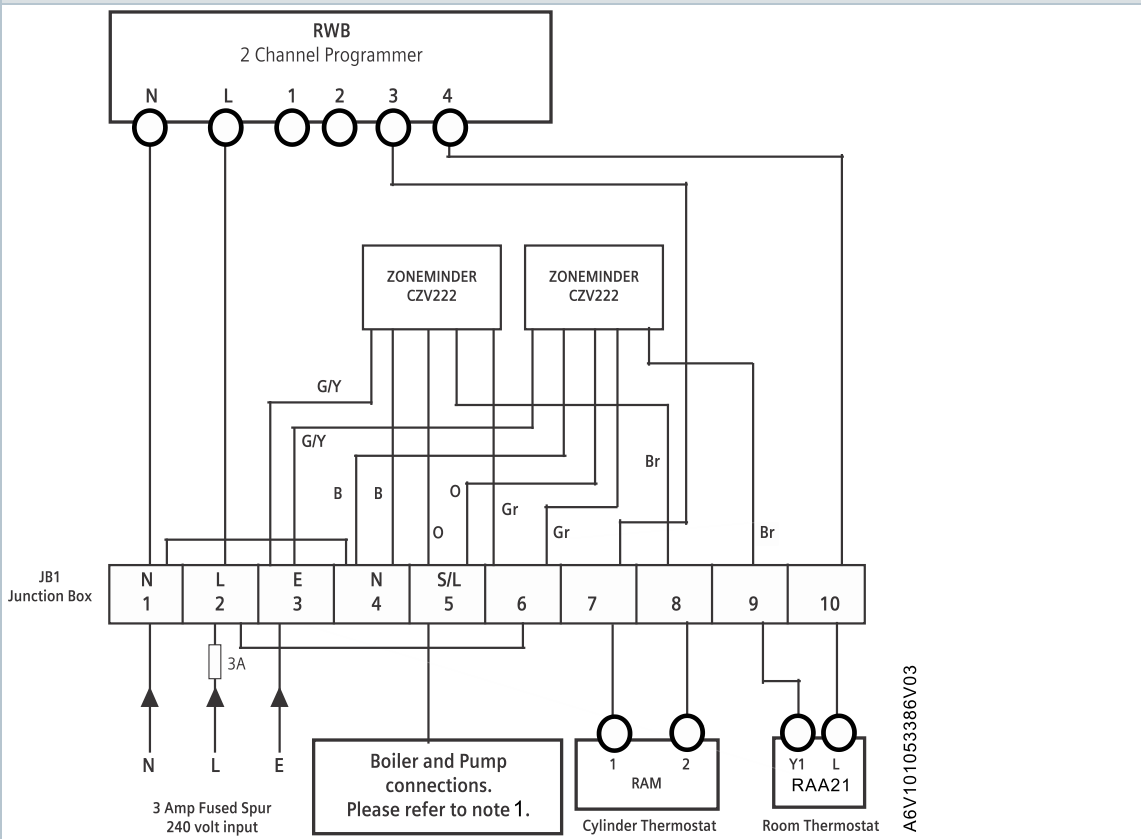 RWB
2 Channel Programmer
N L 1 2 3 4
ZONEMINDER
CZV222
ZONEMINDER
CZV222
G/Y
G/Y
Br
B B O
Gr
O Gr Br
JB1
Junction Box
N L E N S/L
1 2 3 4 5 6 7 8 9 10
3A
N L E
3 Amp Fused Spur
240 volt input
Boiler and Pump
connections.
Please refer to note 1.
1 2
RAM
Cylinder Thermostat
Y1 L
RAA21
Room Thermostat
A6V101053386V03